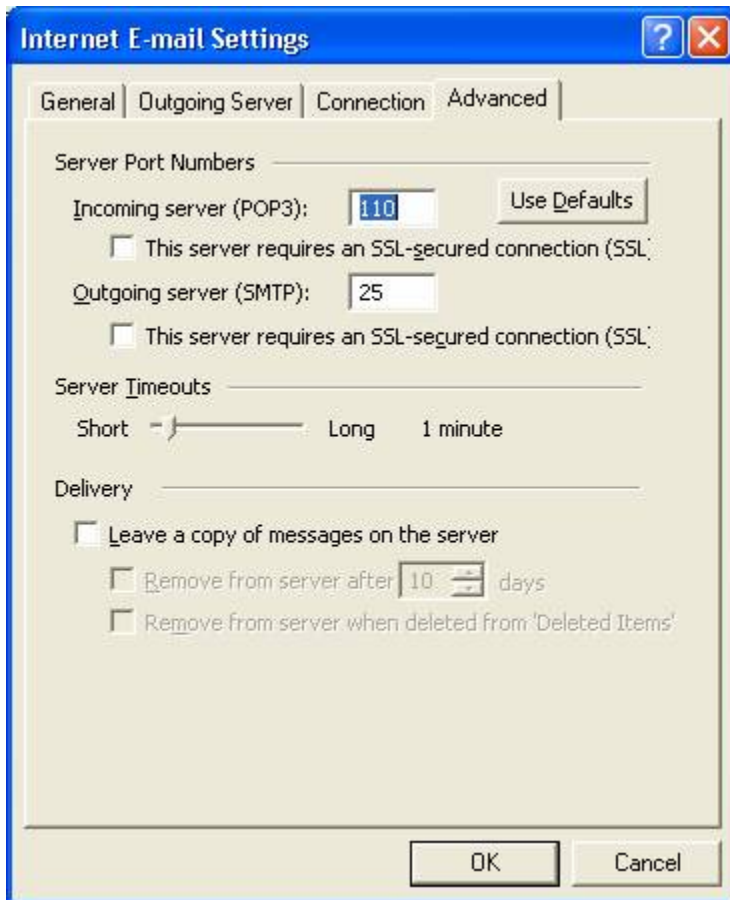 Internet E-mail Settings
General Outgoing Server Connection Advanced
Server Port Numbers
Incoming server (POP3): 110 Use Defaults
This server requires an SSL-secured connection (SSL)
Outgoing server (SMTP): 25
This server requires an SSL-secured connection (SSL)
Server Timeouts
Short Long 1 minute
Delivery
Leave a copy of messages on the server
Remove from server after 10 days
Remove from server when deleted from 'Deleted Items'
OK Cancel